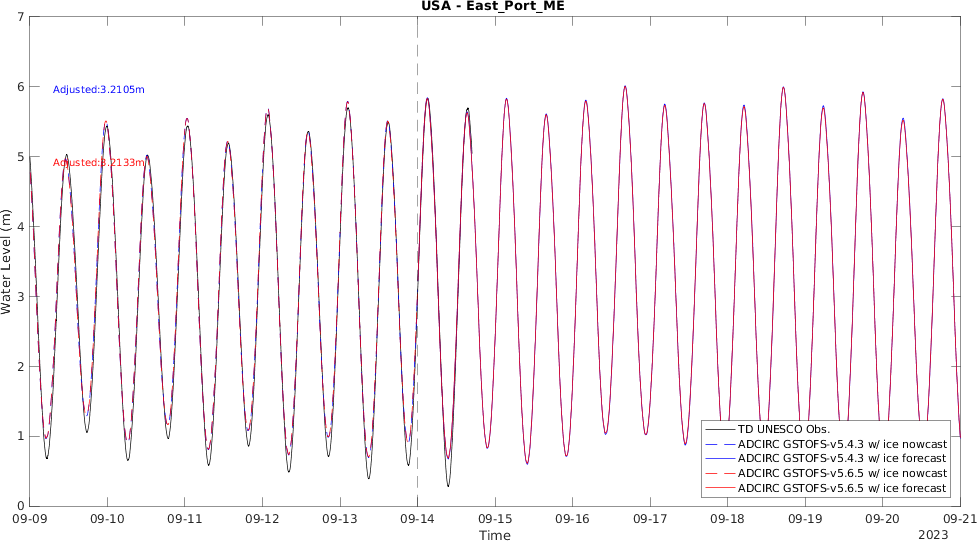 USA - East_Port_ME
7
6
Adjusted:3.2105m
5
Adjusted:3.2133m
4
Water Level (m)
3
2
1
0
TD UNESCO Obs.
ADCIRC GSTOFS-v5.4.3 w/ ice nowcast
ADCIRC GSTOFS-v5.4.3 w/ ice forecast
ADCIRC GSTOFS-v5.6.5 w/ ice nowcast
ADCIRC GSTOFS-v5.6.5 w/ ice forecast
09-09 09-10 09-11 09-12 09-13 09-14 09-15 09-16 09-17 09-18 09-19 09-20 09-21
Time
2023